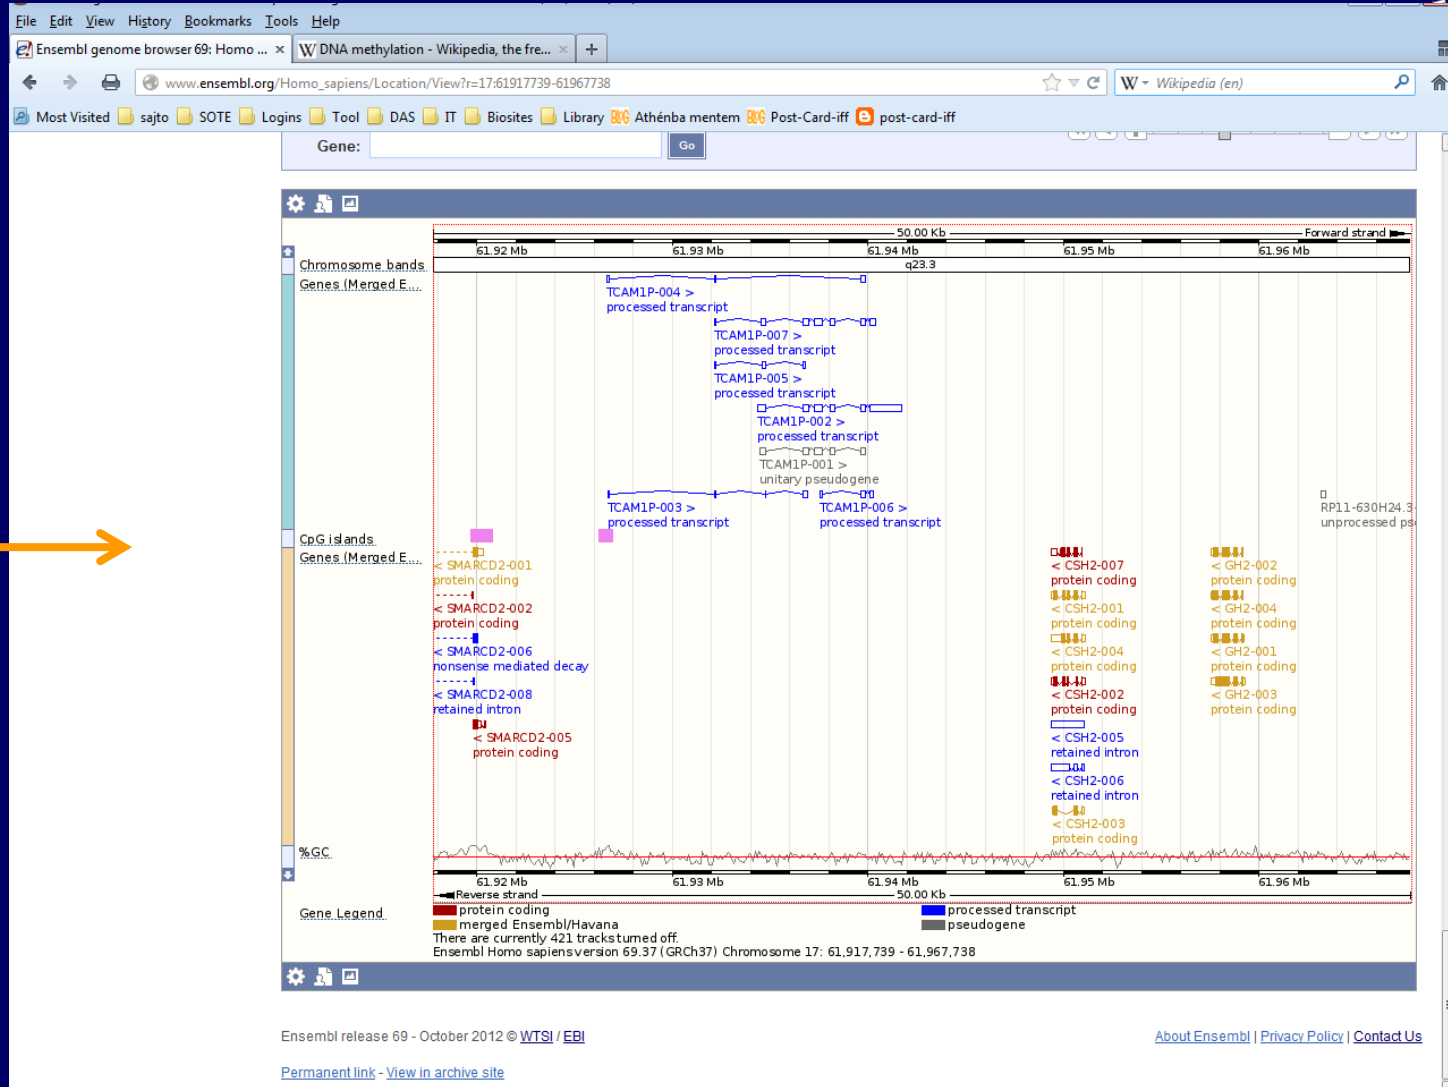 File Edit View History Bookmarks Tools Help
Ensembl genome browser 69: Homo ... × DNA methylation - Wikipedia, the fre... × +
www.ensembl.org/Homo_sapiens/Location/View?r=17:61917739-61967738 W Wikipedia (en)
Most Visited sajto SOTE Logins Tool DAS IT Biosites Library BLOG Athénba mentem BLOG Post-Card-iff post-card-iff
Gene: Go
50.00 Kb Forward strand
61.92 Mb 61.93 Mb 61.94 Mb 61.95 Mb 61.96 Mb
Chromosome bands q23.3
Genes (Merged E...
TCAM1P-004 >
processed transcript
TCAM1P-007 >
processed transcript
TCAM1P-005 >
processed transcript
TCAM1P-002 >
processed transcript
TCAM1P-001 >
unitary pseudogene
TCAM1P-003 > TCAM1P-006 > RP11-630H24.3-
processed transcript processed transcript unprocessed pse
CpG islands
Genes (Merged E...
< SMARCD2-001 < CSH2-007 < GH2-002
protein coding protein coding protein coding
< SMARCD2-002 < CSH2-001 < GH2-004
protein coding protein coding protein coding
< SMARCD2-006 < CSH2-004 < GH2-001
nonsense mediated decay protein coding protein coding
< SMARCD2-008 < CSH2-002 < GH2-003
retained intron protein coding protein coding
< SMARCD2-005 < CSH2-005
protein coding retained intron
< CSH2-006
retained intron
< CSH2-003
protein coding
%GC
61.92 Mb 61.93 Mb 61.94 Mb 61.95 Mb 61.96 Mb
Reverse strand 50.00 Kb
Gene Legend protein coding processed transcript
merged Ensembl/Havana pseudogene
There are currently 421 tracks turned off.
Ensembl Homo sapiens version 69.37 (GRCh37) Chromosome 17: 61,917,739 - 61,967,738
Ensembl release 69 - October 2012 © WTSI / EBI About Ensembl | Privacy Policy | Contact Us
Permanent link - View in archive site